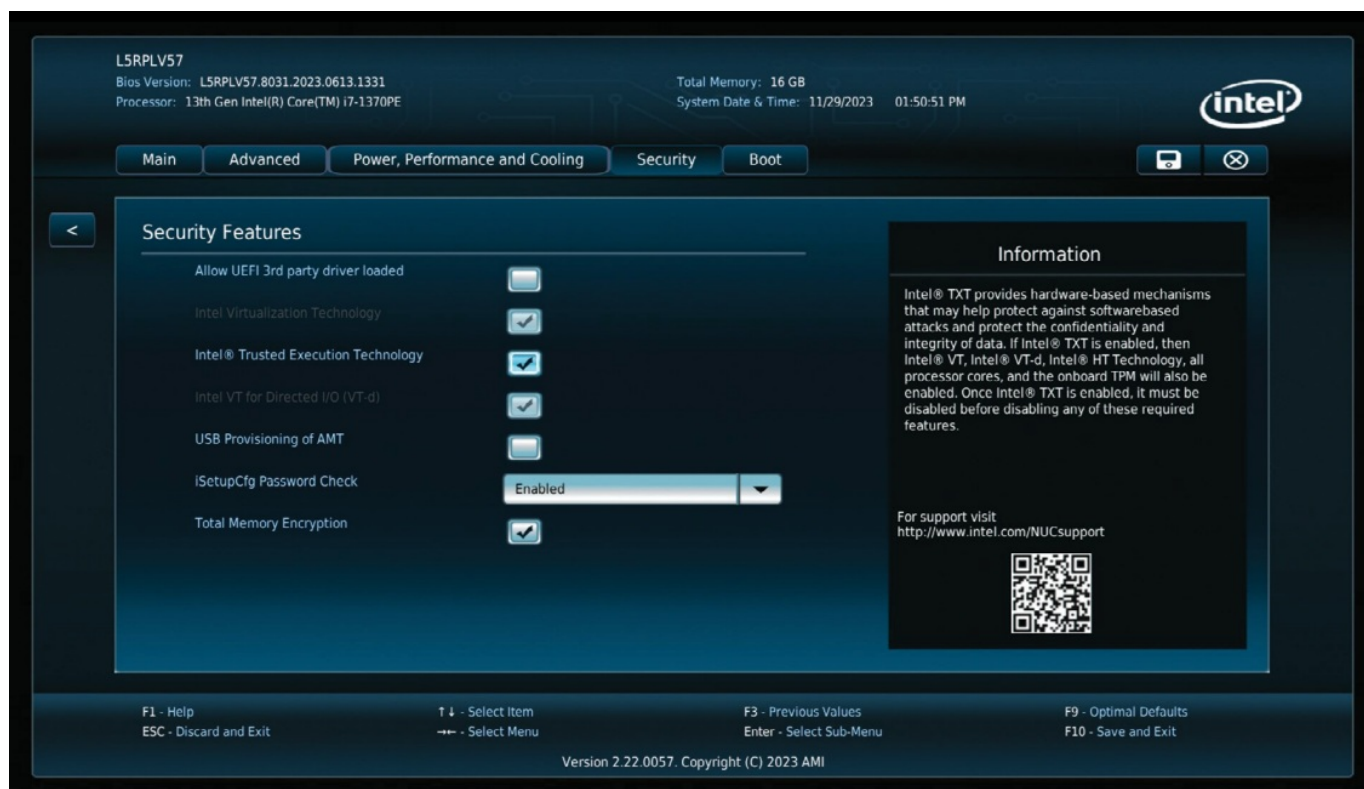 L5RPLV57
Bios Version: L5RPLV57.8031.2023.0613.1331
Processor: 13th Gen Intel(R) Core(TM) i7-1370PE
Total Memory: 16 GB
System Date & Time: 11/29/2023 01:50:51 PM
intel
Main Advanced Power, Performance and Cooling Security Boot
<
Security Features
Allow UEFI 3rd party driver loaded
Intel Virtualization Technology
Intel® Trusted Execution Technology
Intel VT for Directed I/O (VT-d)
USB Provisioning of AMT
iSetupCfg Password Check Enabled
Total Memory Encryption
Information
Intel® TXT provides hardware-based mechanisms
that may help protect against softwarebased
attacks and protect the confidentiality and
integrity of data. If Intel® TXT is enabled, then
Intel® VT, Intel® VT-d, Intel® HT Technology, all
processor cores, and the onboard TPM will also be
enabled. Once Intel® TXT is enabled, it must be
disabled before disabling any of these required
features.
For support visit
http://www.intel.com/NUCsupport
F1 - Help ↑↓ - Select Item F3 - Previous Values F9 - Optimal Defaults
ESC - Discard and Exit →← - Select Menu Enter - Select Sub-Menu F10 - Save and Exit
Version 2.22.0057. Copyright (C) 2023 AMI